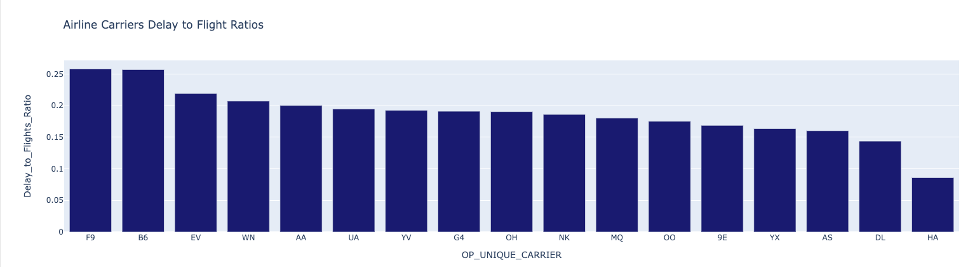 Airline Carriers Delay to Flight Ratios
0.25
0.2
0.15
0.1
0.05
0
Delay_to_Flights_Ratio
F9 B6 EV WN AA UA YV G4 OH NK MQ OO 9E YX AS DL HA
OP_UNIQUE_CARRIER